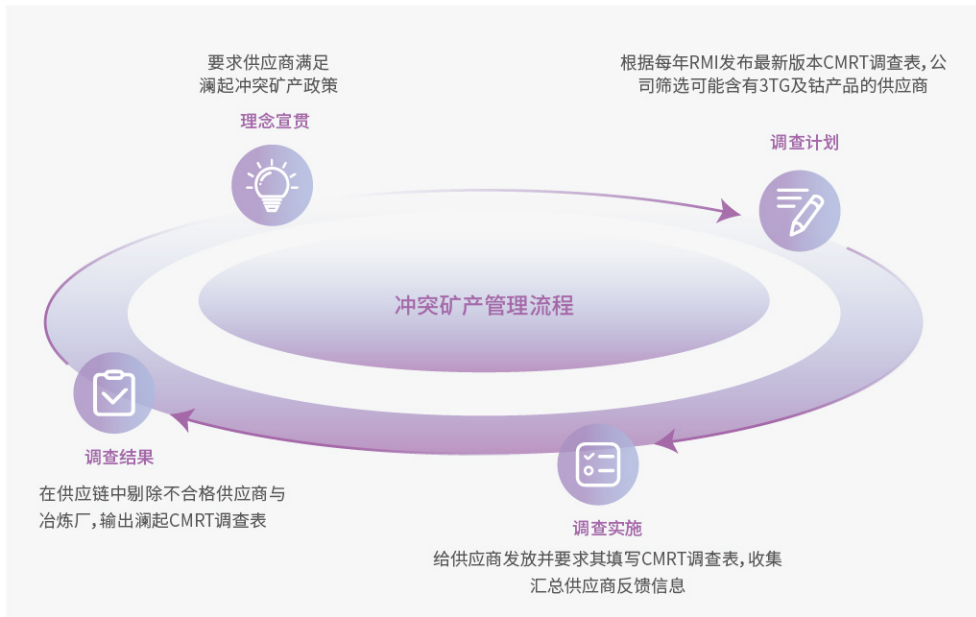 要求供应商满足
澜起冲突矿产政策
理念宣贯
根据每年RMI发布最新版本CMRT调查表,公
司筛选可能含有3TG及钴产品的供应商
调查计划
冲突矿产管理流程
调查结果
在供应链中剔除不合格供应商与
冶炼厂,输出澜起CMRT调查表
调查实施
给供应商发放并要求其填写CMRT调查表,收集
汇总供应商反馈信息